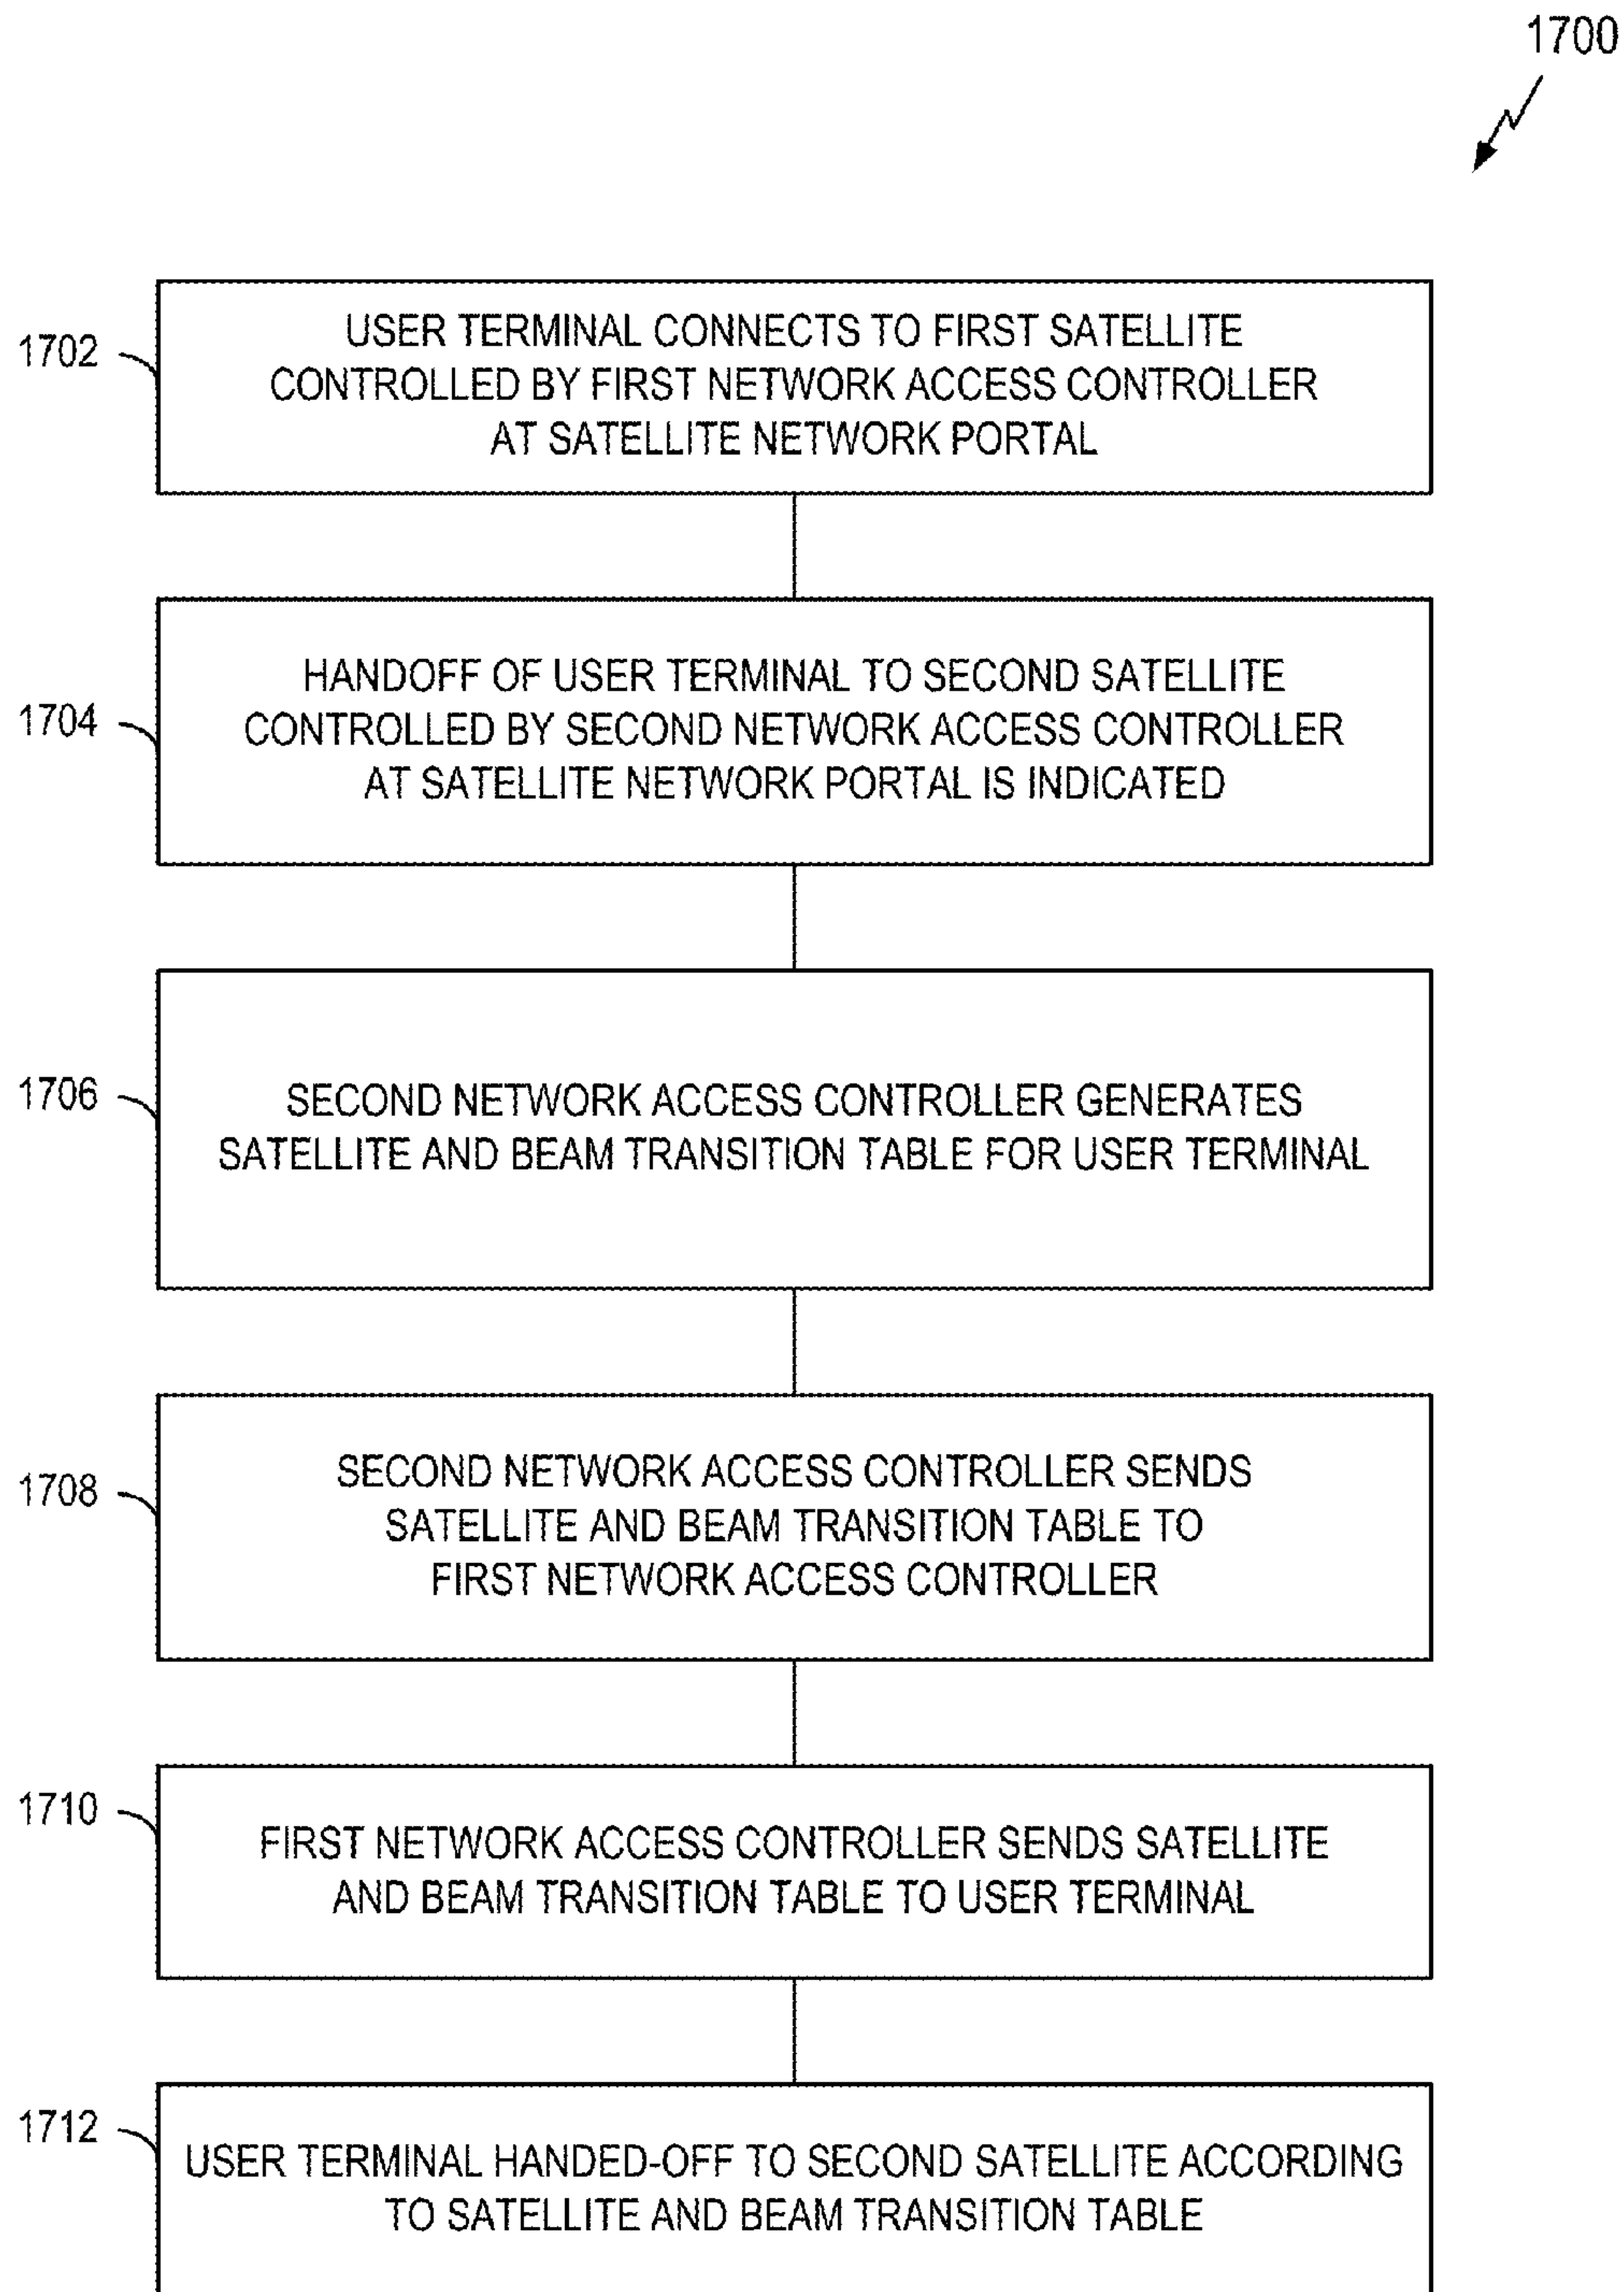 1700
1702
USER TERMINAL CONNECTS TO FIRST SATELLITE
CONTROLLED BY FIRST NETWORK ACCESS CONTROLLER
AT SATELLITE NETWORK PORTAL
1704
HANDOFF OF USER TERMINAL TO SECOND SATELLITE
CONTROLLED BY SECOND NETWORK ACCESS CONTROLLER
AT SATELLITE NETWORK PORTAL IS INDICATED
1706
SECOND NETWORK ACCESS CONTROLLER GENERATES
SATELLITE AND BEAM TRANSITION TABLE FOR USER TERMINAL
1708
SECOND NETWORK ACCESS CONTROLLER SENDS
SATELLITE AND BEAM TRANSITION TABLE TO
FIRST NETWORK ACCESS CONTROLLER
1710
FIRST NETWORK ACCESS CONTROLLER SENDS SATELLITE
AND BEAM TRANSITION TABLE TO USER TERMINAL
1712
USER TERMINAL HANDED-OFF TO SECOND SATELLITE ACCORDING
TO SATELLITE AND BEAM TRANSITION TABLE